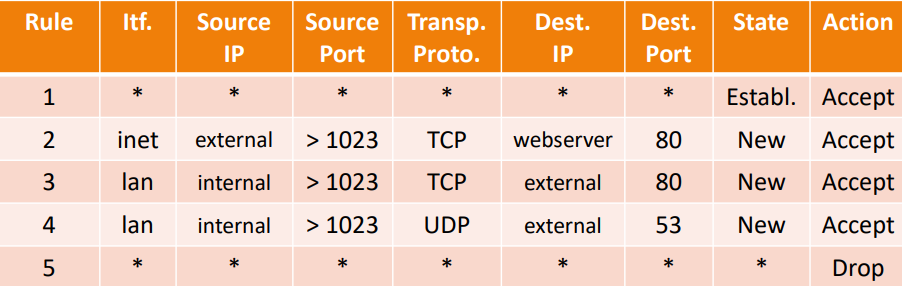 Rule Itf. Source IP Source Port Transp. Proto. Dest. IP Dest. Port State Action
1 * * * * * * Establ. Accept
2 inet external > 1023 TCP webserver 80 New Accept
3 lan internal > 1023 TCP external 80 New Accept
4 lan internal > 1023 UDP external 53 New Accept
5 * * * * * * * Drop